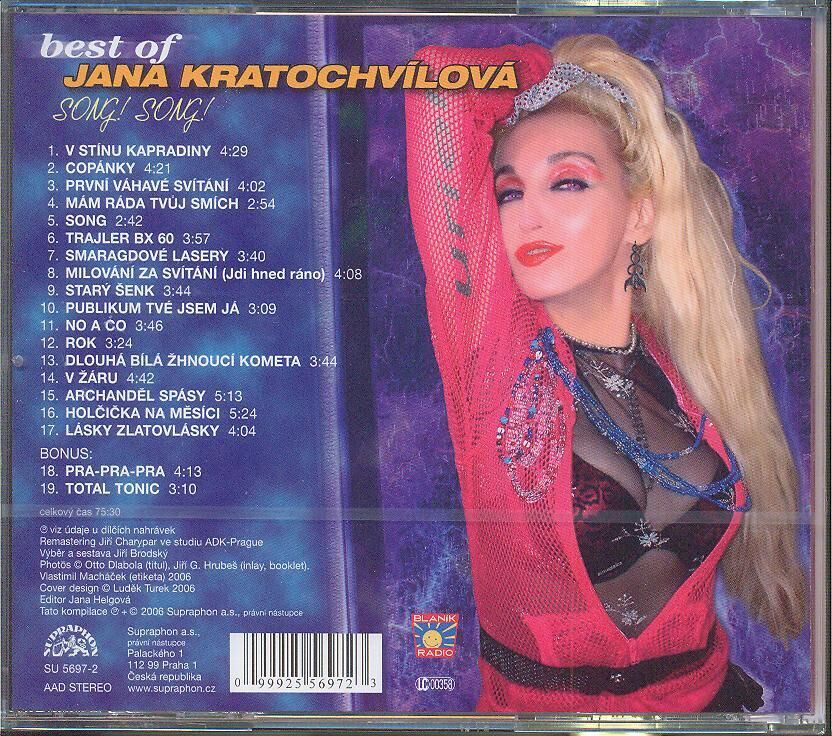 best of
JANA KRATOCHVÍLOVÁ
SONG! SONG!
1. V STÍNU KAPRADINY 4:29
2. COPÁNKY 4:21
3. PRVNÍ VÁHAVÉ SVÍTÁNÍ 4:02
4. MÁM RÁDA TVŮJ SMÍCH 2:54
5. SONG 2:42
6. TRAJLER BX 60 3:57
7. SMARAGDOVÉ LASERY 3:40
8. MILOVÁNÍ ZA SVÍTÁNÍ (Jdi hned ráno) 4:08
9. STARÝ ŠENK 3:44
10. PUBLIKUM TVÉ JSEM JÁ 3:09
11. NO A CO 3:46
12. ROK 3:24
13. DLOUHÁ BÍLÁ ŽHNOUCÍ KOMETA 3:44
14. V ŽÁRU 4:42
15. ARCHANDĚL SPÁSY 5:13
16. HOLČIČKA NA MĚSÍCI 5:24
17. LÁSKY ZLATOVLÁSKY 4:04
BONUS:
18. PRA-PRA-PRA 4:13
19. TOTAL TONIC 3:10
celkový čas 75:30
℗ viz údaje u dílčích nahrávek
Remastering Jiří Charypar ve studiu ADK-Prague
Výběr a sestava Jiří Brodský
Photos © Otto Dlabola (titul), Jiří G. Hrubeš (inlay, booklet).
Vlastimil Macháček (etiketa) 2006
Cover design © Luděk Turek 2006
Editor Jana Helgová
Tato kompilace ℗ + © 2006 Supraphon a.s., právní nástupce
SUPRAPHON
SU 5697-2
AAD STEREO
Supraphon a.s.,
právní nástupce
Palackého 1
112 99 Praha 1
Česká republika
www.supraphon.cz
0 99925 56972 3
BLANÍK
RADIO
LC 00358